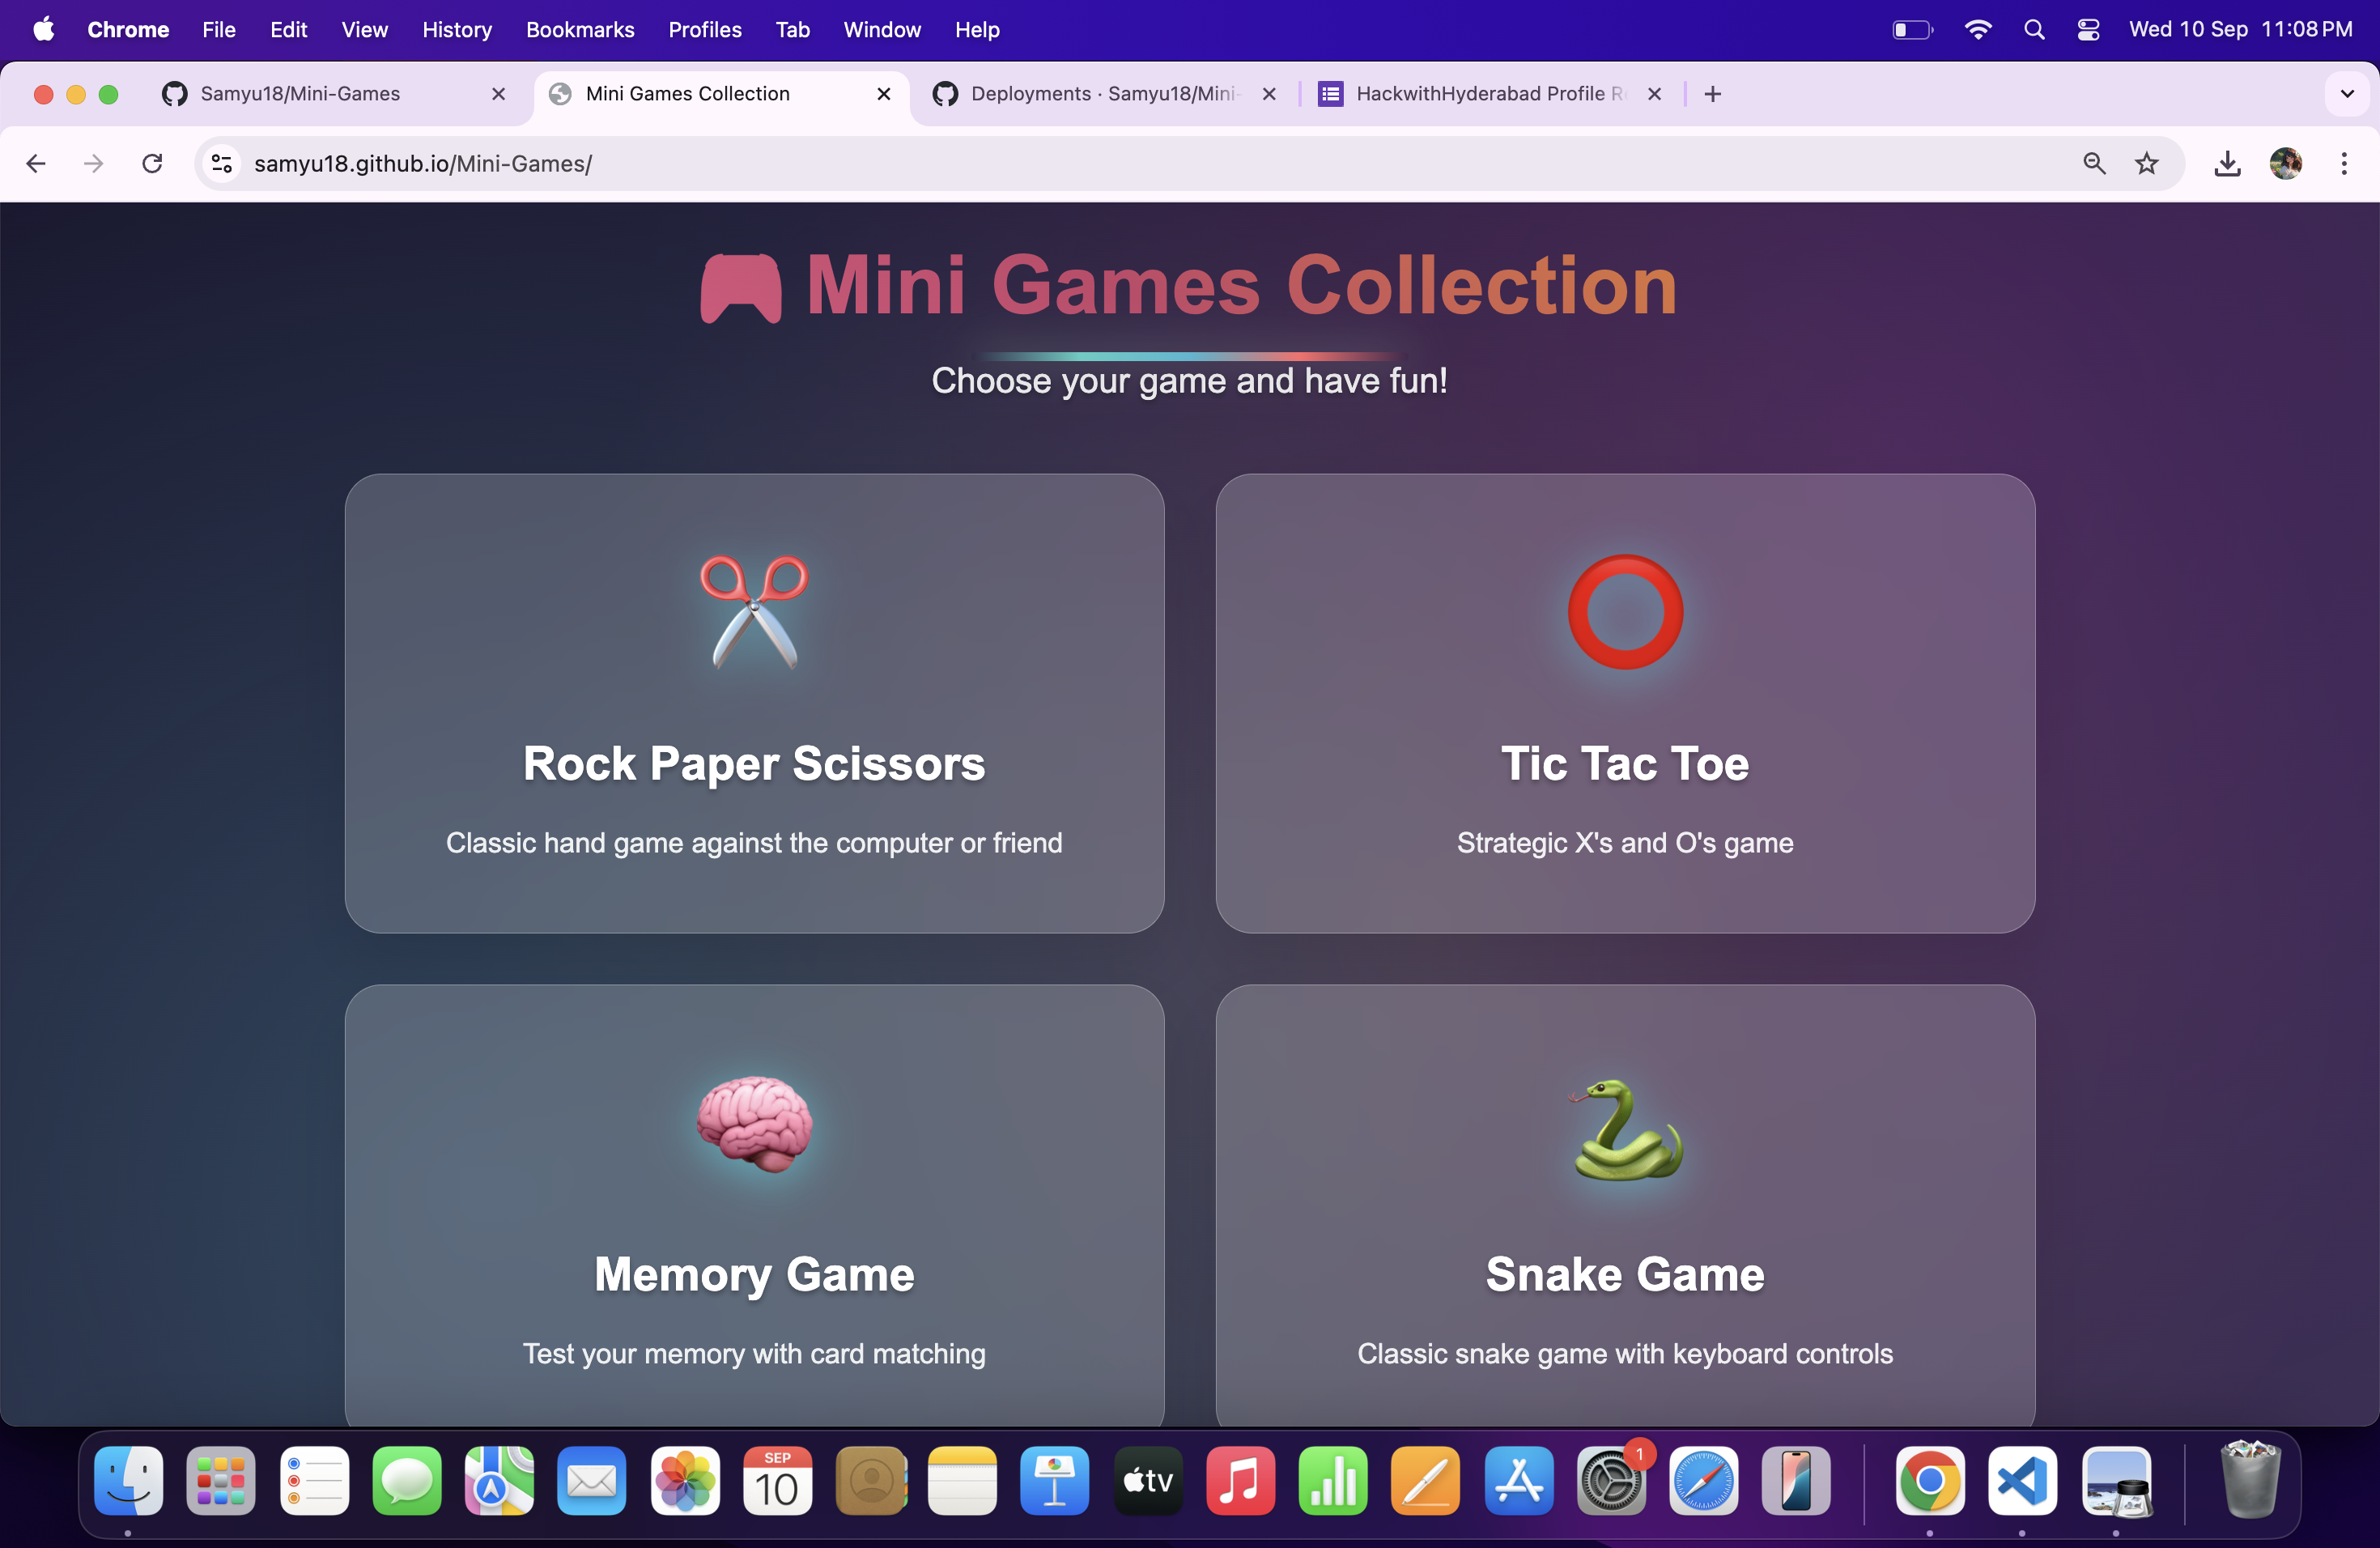 Chrome File Edit View History Bookmarks Profiles Tab Window Help Wed 10 Sep 11:08 PM
Samyu18/Mini-Games Mini Games Collection Deployments · Samyu18/Mini- HackwithHyderabad Profile R
samyu18.github.io/Mini-Games/
Mini Games Collection
Choose your game and have fun!
Rock Paper Scissors
Classic hand game against the computer or friend
Tic Tac Toe
Strategic X's and O's game
Memory Game
Test your memory with card matching
Snake Game
Classic snake game with keyboard controls
SEP
10
tv
1